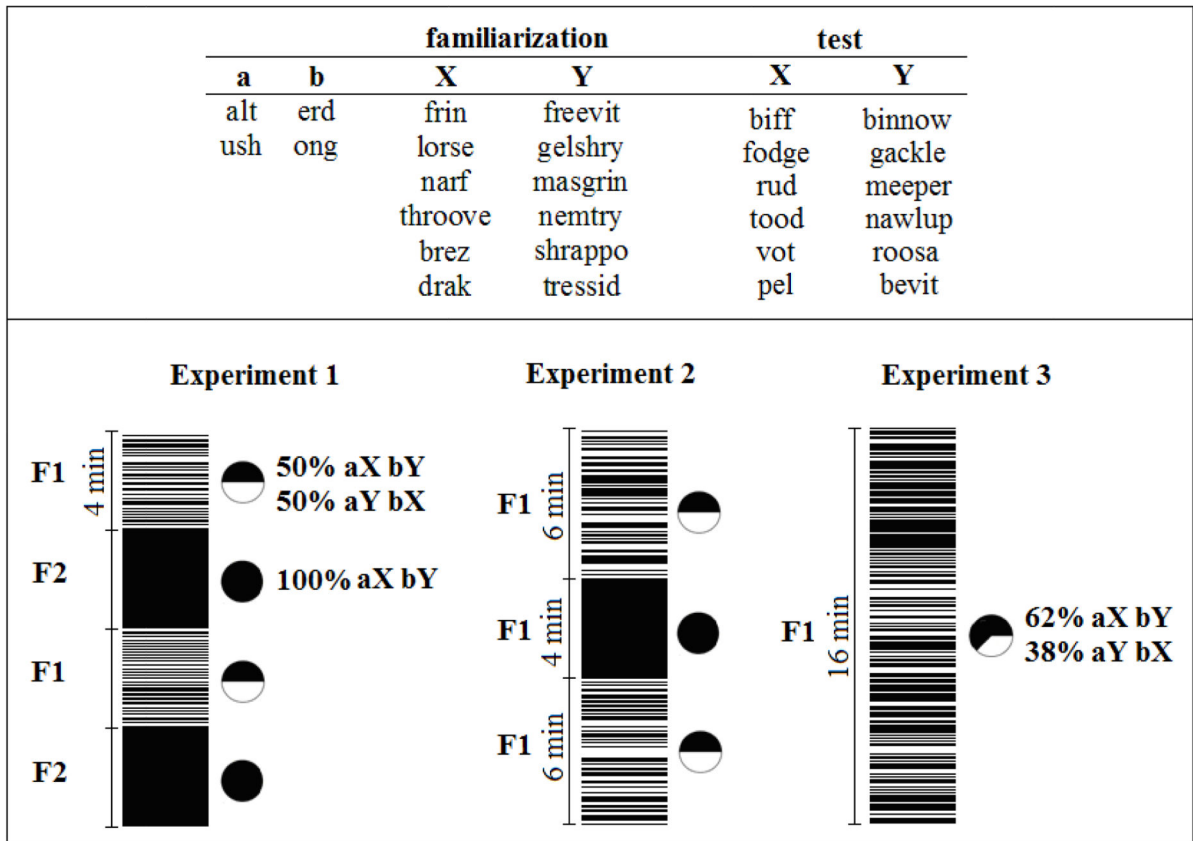 familiarization test
a b X Y X Y
alt erd frin freevit biff binnow
ush ong lorse gelshry fodge gackle
narf masgrin rud meeper
throove nemtry tood nawlup
brez shrappo vot roosa
drak tressid pel bevit
Experiment 1
F1
4 min
50% aX bY
50% aY bX
F2
100% aX bY
F1
F2
Experiment 2
F1
6 min
F1
4 min
F1
6 min
Experiment 3
F1
16 min
62% aX bY
38% aY bX